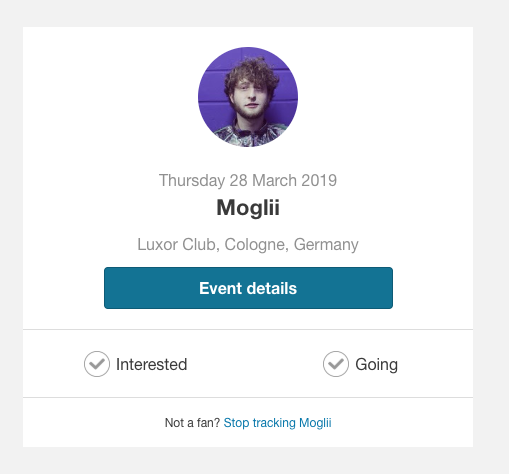 Thursday 28 March 2019
Moglii
Luxor Club, Cologne, Germany
Event details
Interested
Going
Not a fan? Stop tracking Moglii